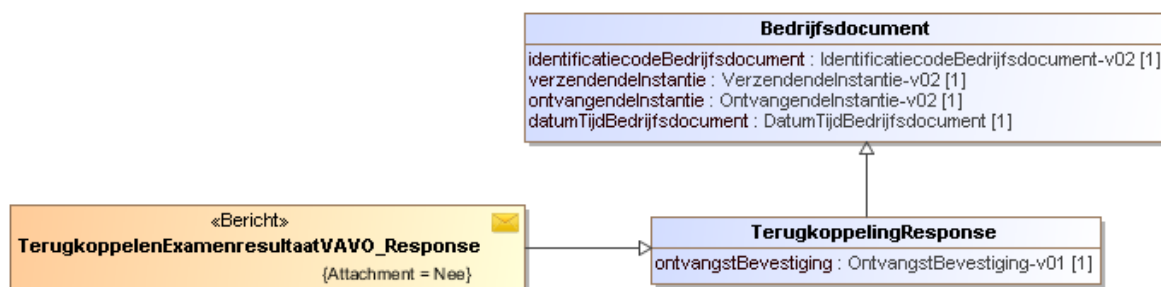 Bedrijfsdocument
identificatiecodeBedrijfsdocument : IdentificatiecodeBedrijfsdocument-v02 [1]
verzendendeInstantie : VerzendendeInstantie-v02 [1]
ontvangendeInstantie : OntvangendeInstantie-v02 [1]
datumTijdBedrijfsdocument : DatumTijdBedrijfsdocument [1]
«Bericht»
TerugkoppelenExamenresultaatVAVO_Response
{Attachment = Nee}
TerugkoppelingResponse
ontvangstBevestiging : OntvangstBevestiging-v01 [1]